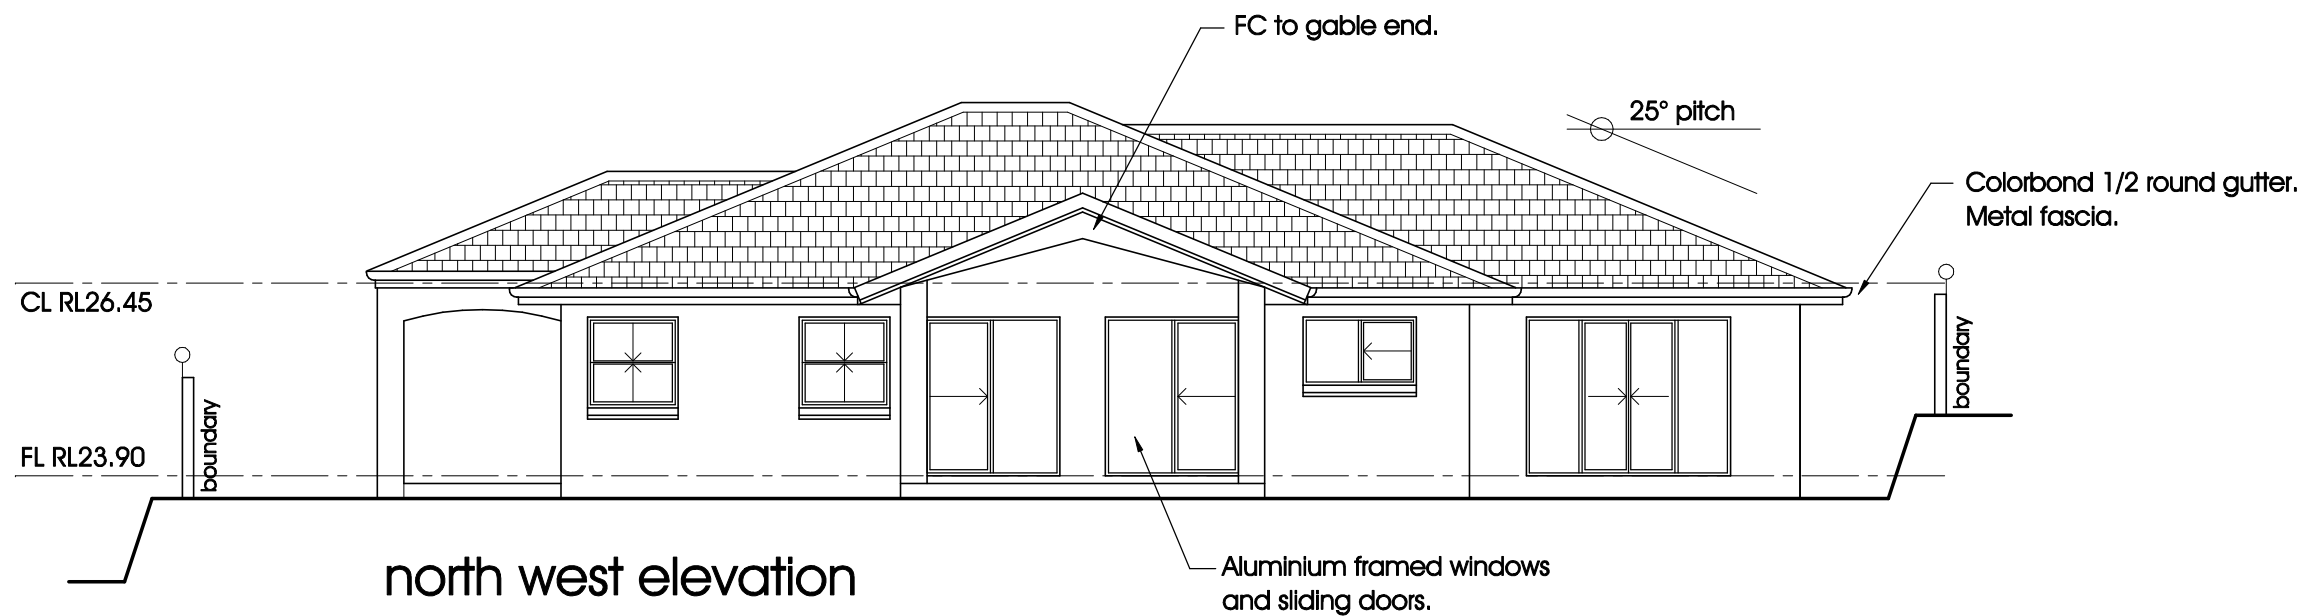 FC to gable end.
25° pitch
Colorbond 1/2 round gutter.
Metal fascia.
CL RL26.45
boundary
FL RL23.90
boundary
Aluminium framed windows
and sliding doors.
north west elevation